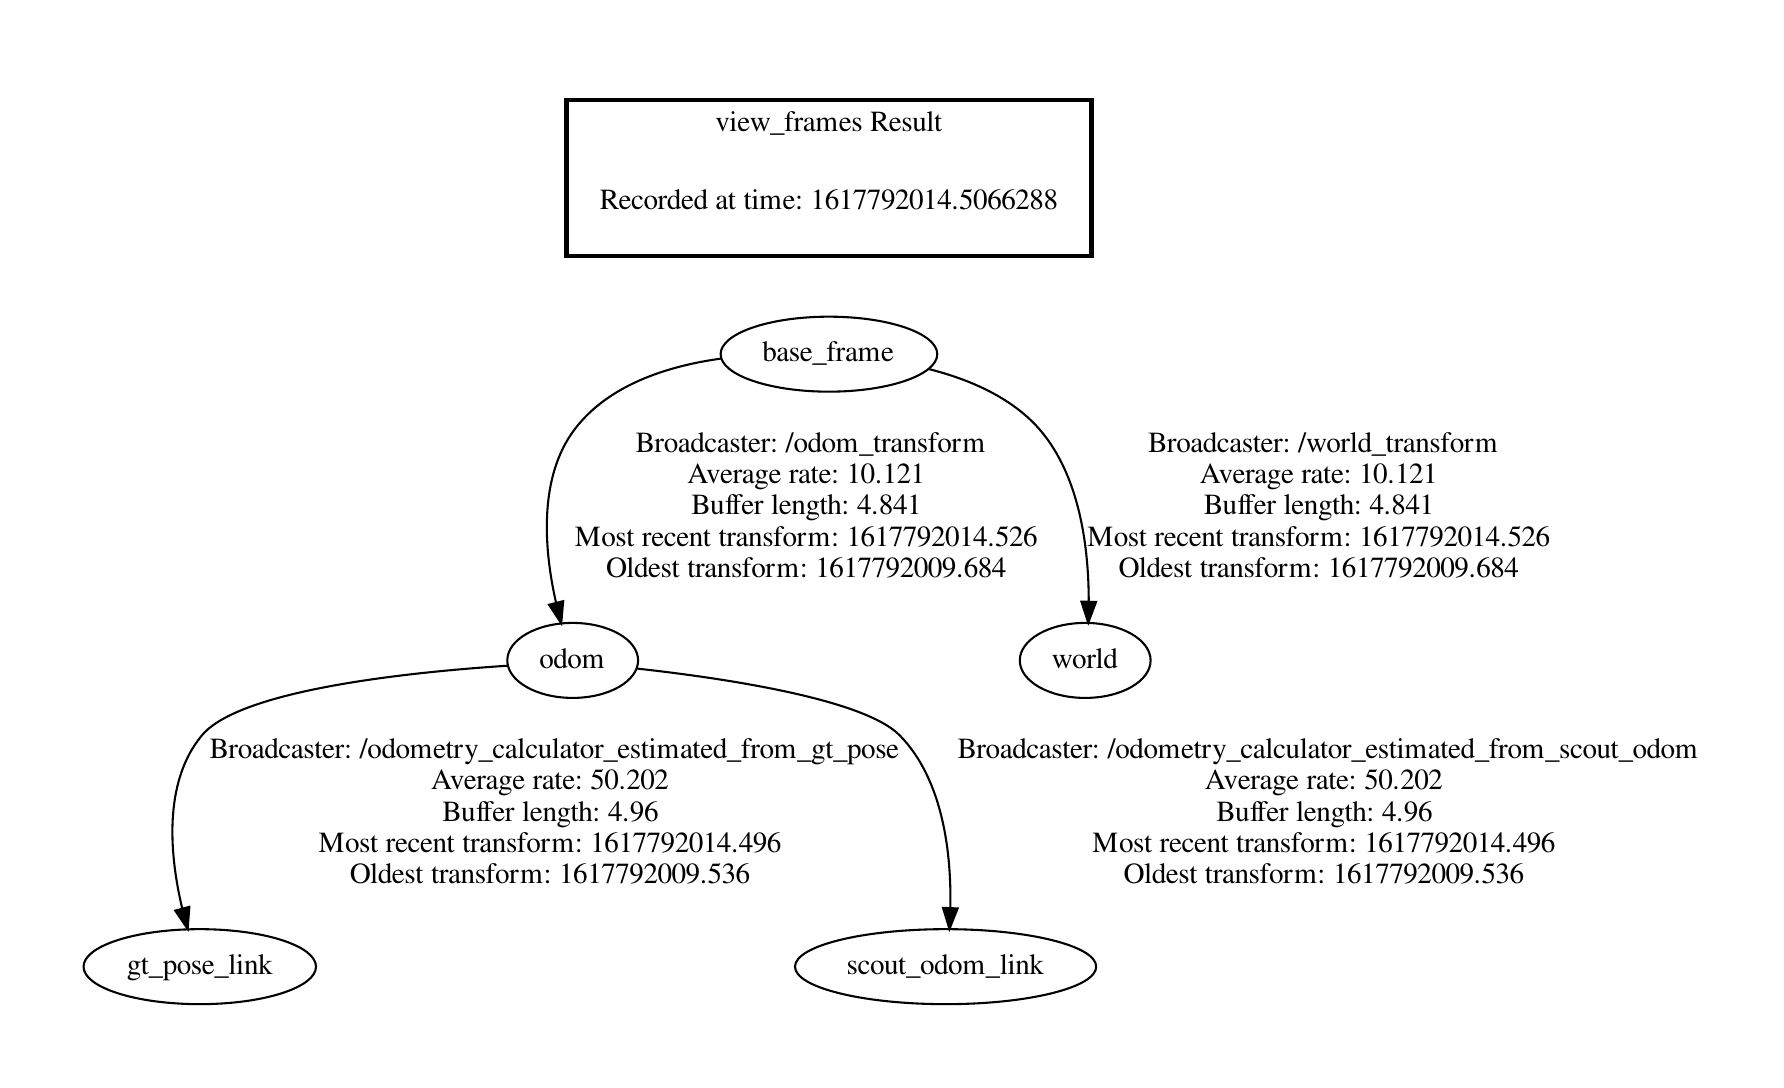 view_frames Result
Recorded at time: 1617792014.5066288
base_frame
Broadcaster: /odom_transform
Average rate: 10.121
Buffer length: 4.841
Most recent transform: 1617792014.526
Oldest transform: 1617792009.684
Broadcaster: /world_transform
Average rate: 10.121
Buffer length: 4.841
Most recent transform: 1617792014.526
Oldest transform: 1617792009.684
odom
world
Broadcaster: /odometry_calculator_estimated_from_gt_pose
Average rate: 50.202
Buffer length: 4.96
Most recent transform: 1617792014.496
Oldest transform: 1617792009.536
Broadcaster: /odometry_calculator_estimated_from_scout_odom
Average rate: 50.202
Buffer length: 4.96
Most recent transform: 1617792014.496
Oldest transform: 1617792009.536
gt_pose_link
scout_odom_link